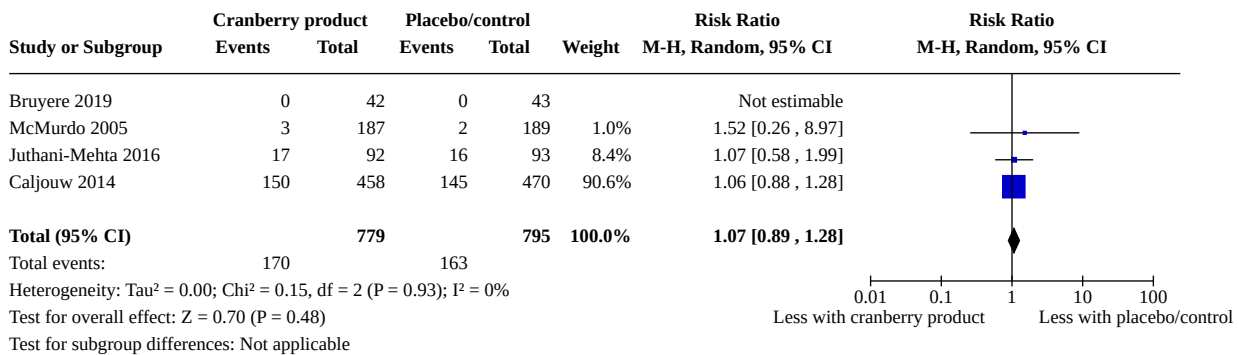 Cranberry product Placebo/control Risk Ratio Risk Ratio
Study or Subgroup Events Total Events Total Weight M-H, Random, 95% CI M-H, Random, 95% CI
Bruyere 2019 0 42 0 43 Not estimable
McMurdo 2005 3 187 2 189 1.0% 1.52 [0.26 , 8.97]
Juthani-Mehta 2016 17 92 16 93 8.4% 1.07 [0.58 , 1.99]
Caljouw 2014 150 458 145 470 90.6% 1.06 [0.88 , 1.28]
Total (95% CI) 779 795 100.0% 1.07 [0.89 , 1.28]
Total events: 170 163
Heterogeneity: Tau² = 0.00; Chi² = 0.15, df = 2 (P = 0.93); I² = 0%
0.01 0.1 1 10 100
Test for overall effect: Z = 0.70 (P = 0.48) Less with cranberry product Less with placebo/control
Test for subgroup differences: Not applicable